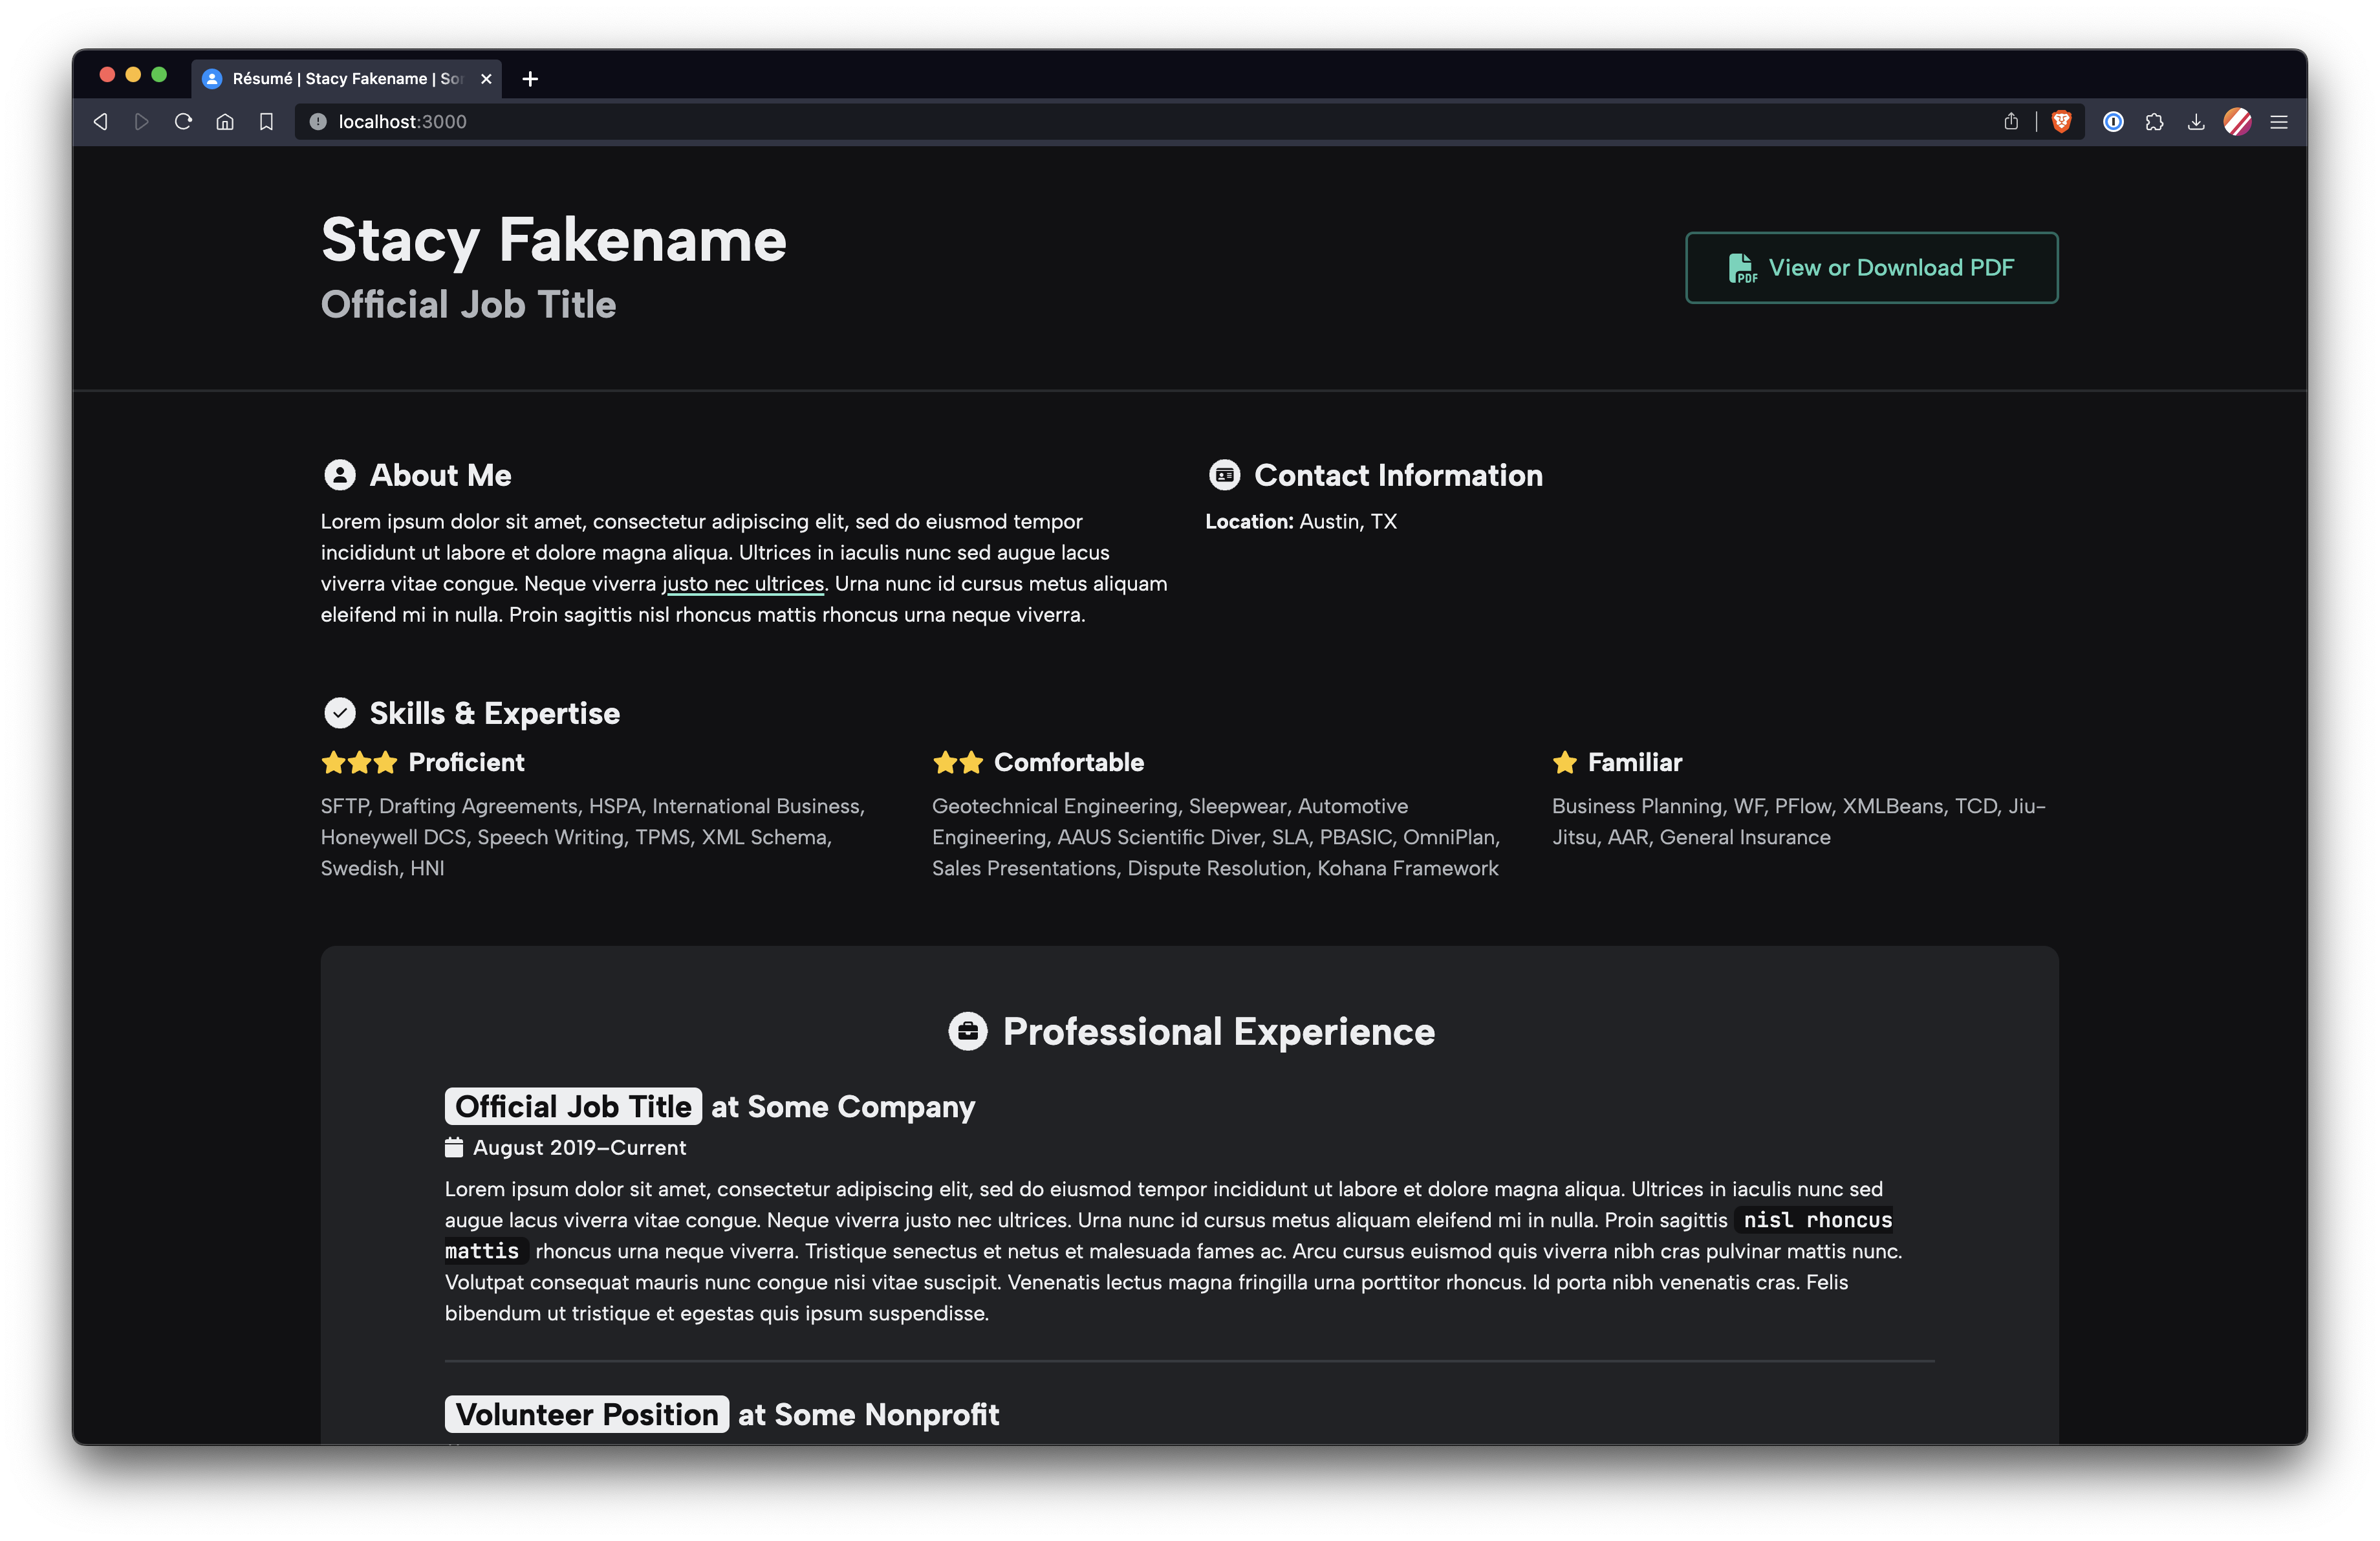 Résumé | Stacy Fakename | Sor
localhost:3000
Stacy Fakename
Official Job Title
PDF View or Download PDF
About Me
Lorem ipsum dolor sit amet, consectetur adipiscing elit, sed do eiusmod tempor
incididunt ut labore et dolore magna aliqua. Ultrices in iaculis nunc sed augue lacus
viverra vitae congue. Neque viverra justo nec ultrices. Urna nunc id cursus metus aliquam
eleifend mi in nulla. Proin sagittis nisl rhoncus mattis rhoncus urna neque viverra.
Contact Information
Location: Austin, TX
Skills & Expertise
Proficient
SFTP, Drafting Agreements, HSPA, International Business,
Honeywell DCS, Speech Writing, TPMS, XML Schema,
Swedish, HNI
Comfortable
Geotechnical Engineering, Sleepwear, Automotive
Engineering, AAUS Scientific Diver, SLA, PBASIC, OmniPlan,
Sales Presentations, Dispute Resolution, Kohana Framework
Familiar
Business Planning, WF, PFlow, XMLBeans, TCD, Jiu-
Jitsu, AAR, General Insurance
Professional Experience
Official Job Title at Some Company
August 2019–Current
Lorem ipsum dolor sit amet, consectetur adipiscing elit, sed do eiusmod tempor incididunt ut labore et dolore magna aliqua. Ultrices in iaculis nunc sed
augue lacus viverra vitae congue. Neque viverra justo nec ultrices. Urna nunc id cursus metus aliquam eleifend mi in nulla. Proin sagittis nisl rhoncus
mattis rhoncus urna neque viverra. Tristique senectus et netus et malesuada fames ac. Arcu cursus euismod quis viverra nibh cras pulvinar mattis nunc.
Volutpat consequat mauris nunc congue nisi vitae suscipit. Venenatis lectus magna fringilla urna porttitor rhoncus. Id porta nibh venenatis cras. Felis
bibendum ut tristique et egestas quis ipsum suspendisse.
Volunteer Position at Some Nonprofit